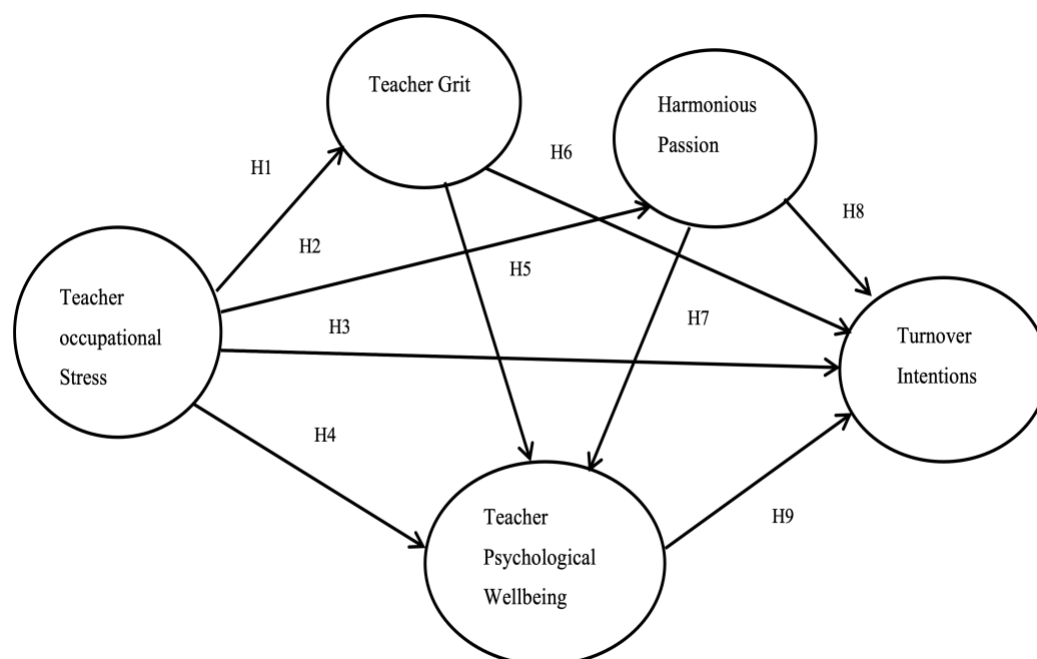 Teacher Grit
Harmonious
Passion
H6
H1
H8
H2
H5
Teacher
occupational
Stress
H3
H7
Turnover
Intentions
H4
Teacher
Psychological
Wellbeing
H9